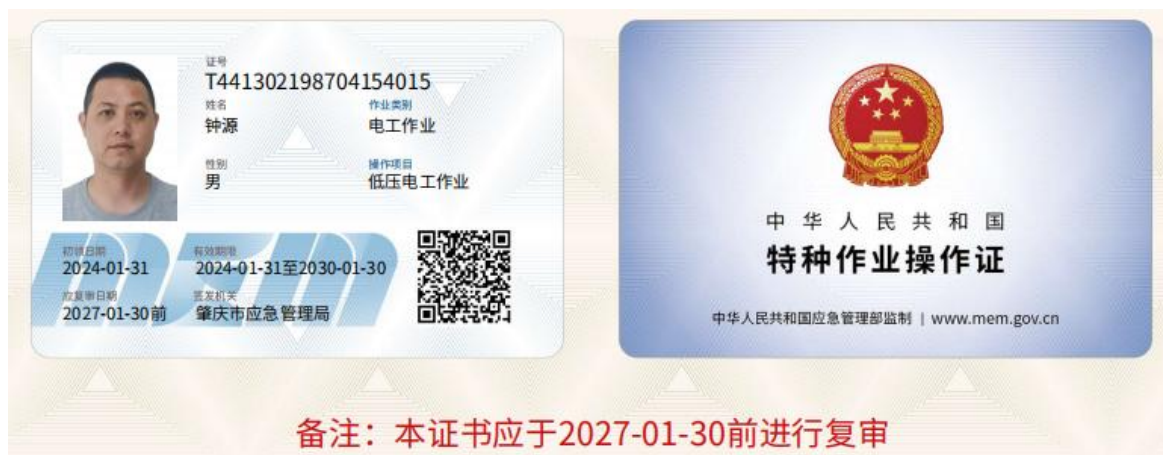 证号
T441302198704154015
姓名
钟源
作业类别
电工作业
性别
男
操作项目
低压电工作业
初领日期
2024-01-31
有效期限
2024-01-31至2030-01-30
应复审日期
2027-01-30前
签发机关
肇庆市应急管理局
中华人民共和国
特种作业操作证
中华人民共和国应急管理部监制 | www.mem.gov.cn
备注：本证书应于2027-01-30前进行复审